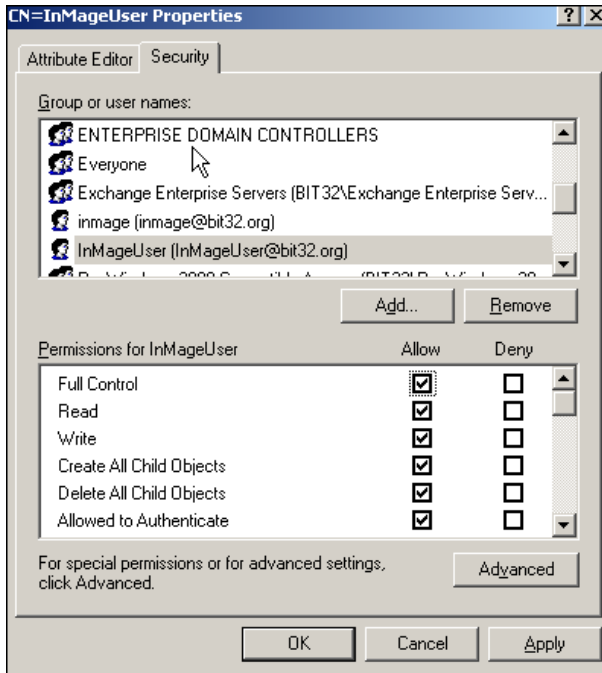 CN=InMageUser Properties
Attribute Editor
Security
Group or user names:
ENTERPRISE DOMAIN CONTROLLERS
Everyone
Exchange Enterprise Servers (BIT32\Exchange Enterprise Serv...
inmage (inmage@bit32.org)
InMageUser (InMageUser@bit32.org)
Add...
Remove
Permissions for InMageUser
Allow
Deny
Full Control
Read
Write
Create All Child Objects
Delete All Child Objects
Allowed to Authenticate
For special permissions or for advanced settings,
click Advanced.
Advanced
OK
Cancel
Apply